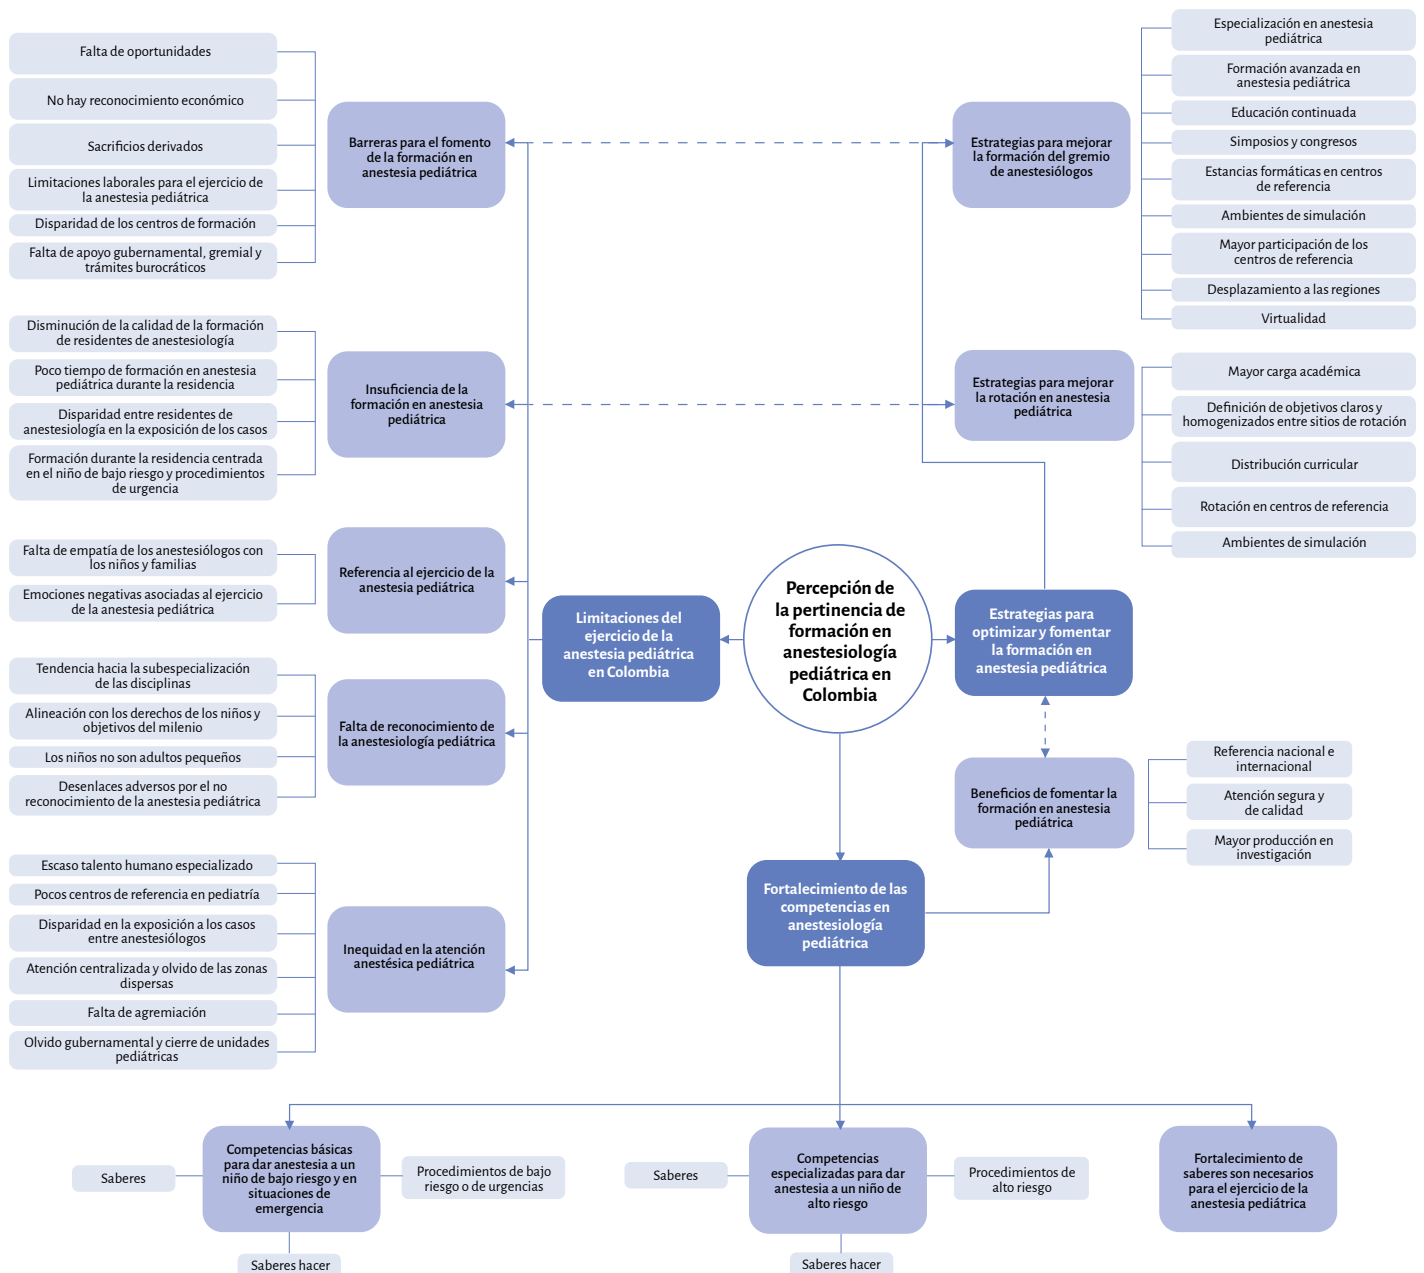 Falta de oportunidades
No hay reconocimiento económico
Sacrificios derivados
Limitaciones laborales para el ejercicio de
la anestesia pediátrica
Disparidad de los centros de formación
Falta de apoyo gubernamental, gremial y
trámites burocráticos
Barreras para el fomento
de la formación en
anestesia pediátrica
Disminución de la calidad de la formación
de residentes de anestesiología
Poco tiempo de formación en anestesia
pediátrica durante la residencia
Disparidad entre residentes de
anestesiología en la exposición de los casos
Formación durante la residencia centrada
en el niño de bajo riesgo y procedimientos
de urgencia
Insuficiencia de la
formación en anestesia
pediátrica
Falta de empatía de los anestesiólogos con
los niños y familias
Emociones negativas asociadas al ejercicio
de la anestesia pediátrica
Referencia al ejercicio de la
anestesia pediátrica
Tendencia hacia la subespecialización
de las disciplinas
Alineación con los derechos de los niños y
objetivos del milenio
Los niños no son adultos pequeños
Desenlaces adversos por el no
reconocimiento de la anestesia pediátrica
Falta de reconocimiento de
la anestesiología pediátrica
Escaso talento humano especializado
Pocos centros de referencia en pediatría
Disparidad en la exposición a los casos
entre anestesiólogos
Atención centralizada y olvido de las zonas
dispersas
Falta de agremiación
Olvido gubernamental y cierre de unidades
pediátricas
Inequidad en la atención
anestésica pediátrica
Limitaciones del
ejercicio de la
anestesia pediátrica
en Colombia
Percepción de
la pertinencia de
formación en
anestesiología
pediátrica en
Colombia
Estrategias para
optimizar y fomentar
la formación en
anestesia pediátrica
Estrategias para mejorar
la formación del gremio
de anestesiólogos
Especialización en anestesia
pediátrica
Formación avanzada en
anestesia pediátrica
Educación continuada
Simposios y congresos
Estancias formáticas en centros
de referencia
Ambientes de simulación
Mayor participación de los
centros de referencia
Desplazamiento a las regiones
Virtualidad
Estrategias para mejorar
la rotación en anestesia
pediátrica
Mayor carga académica
Definición de objetivos claros y
homogenizados entre sitios de rotación
Distribución curricular
Rotación en centros de referencia
Ambientes de simulación
Beneficios de fomentar la
formación en anestesia
pediátrica
Referencia nacional e
internacional
Atención segura y
de calidad
Mayor producción en
investigación
Fortalecimiento de las
competencias en
anestesiología
pediátrica
Saberes
Competencias básicas
para dar anestesia a un
niño de bajo riesgo y en
situaciones de
emergencia
Procedimientos de bajo
riesgo o de urgencias
Saberes hacer
Saberes
Competencias
especializadas para dar
anestesia a un niño de
alto riesgo
Procedimientos de
alto riesgo
Saberes hacer
Fortalecimiento de
saberes son necesarios
para el ejercicio de la
anestesia pediátrica